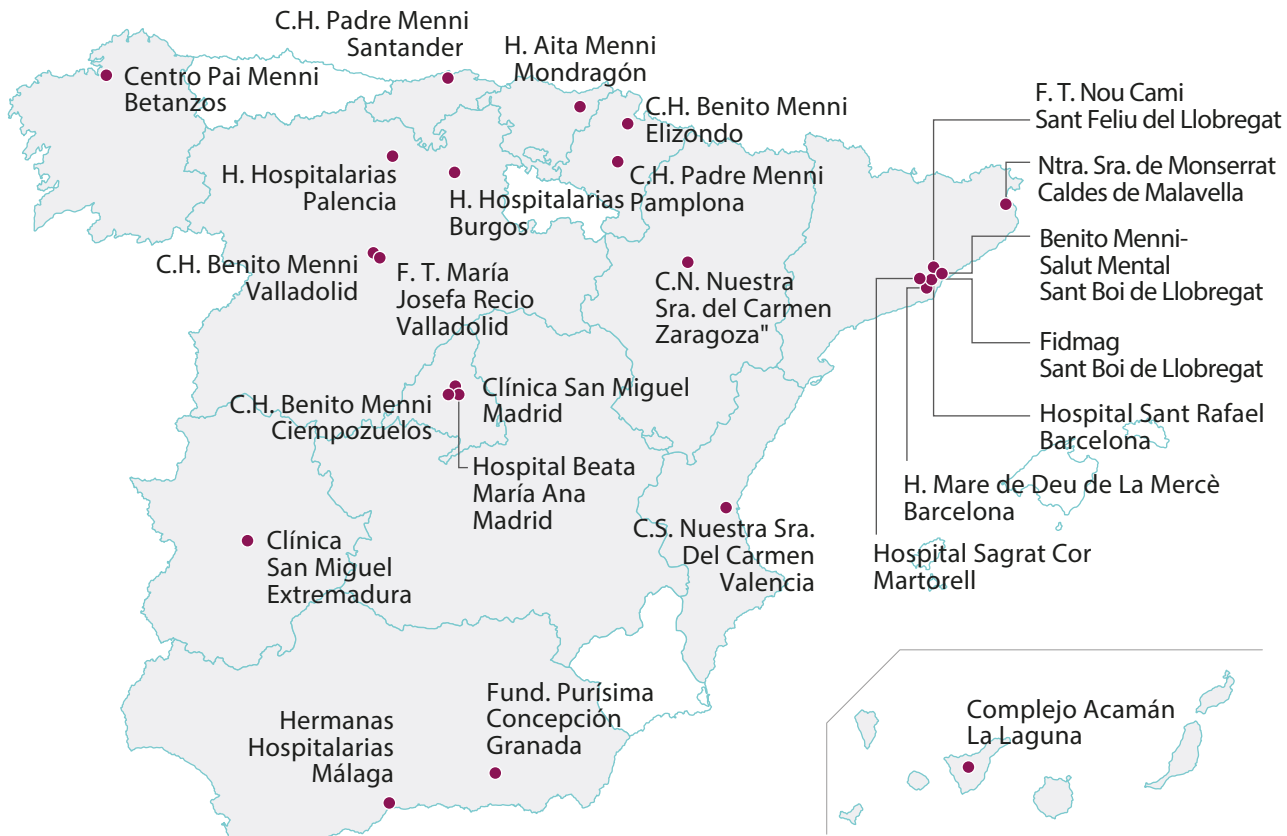 C.H. Padre Menni
Santander
H. Aita Menni
Mondragón
Centro Pai Menni
Betanzos
C.H. Benito Menni
Elizondo
F. T. Nou Cami
Sant Feliu del Llobregat
H. Hospitalarias
Palencia
H. Hospitalarias
Burgos
C.H. Padre Menni
Pamplona
Ntra. Sra. de Monserrat
Caldes de Malavella
C.H. Benito Menni
Valladolid
F. T. María
Josefa Recio
Valladolid
C.N. Nuestra
Sra. del Carmen
Zaragoza"
Benito Menni-
Salut Mental
Sant Boi de Llobregat
Fidmag
Sant Boi de Llobregat
C.H. Benito Menni
Ciempozuelos
Clínica San Miguel
Madrid
Hospital Sant Rafael
Barcelona
Hospital Beata
María Ana
Madrid
H. Mare de Deu de La Mercè
Barcelona
Clínica
San Miguel
Extremadura
C.S. Nuestra Sra.
Del Carmen
Valencia
Hospital Sagrat Cor
Martorell
Hermanas
Hospitalarias
Málaga
Fund. Purísima
Concepción
Granada
Complejo Acamán
La Laguna